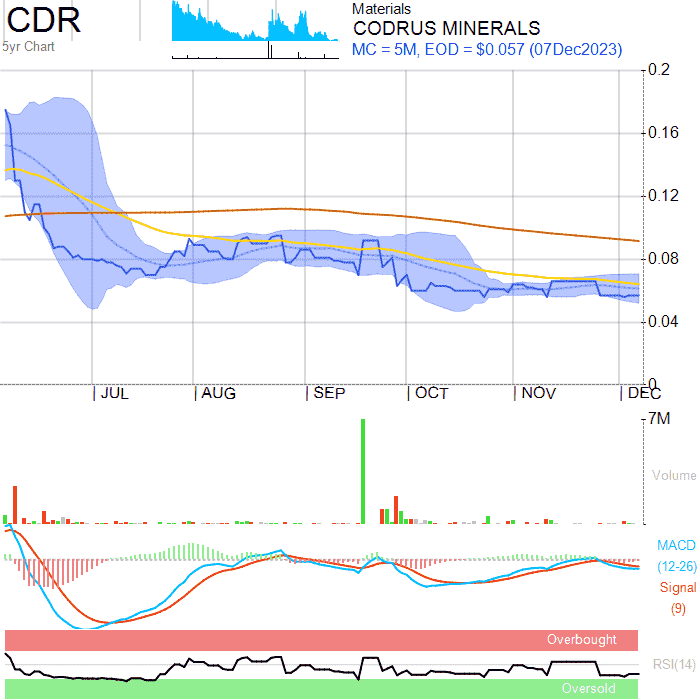 CDR
5yr Chart
Materials
CODRUS MINERALS
MC = 5M, EOD = $0.057 (07Dec2023)
0.2
0.16
0.12
0.08
0.04
0
JUL
AUG
SEP
OCT
NOV
DEC
7M
Volume
MACD
(12-26)
Signal
(9)
Overbought
RSI(14)
Oversold